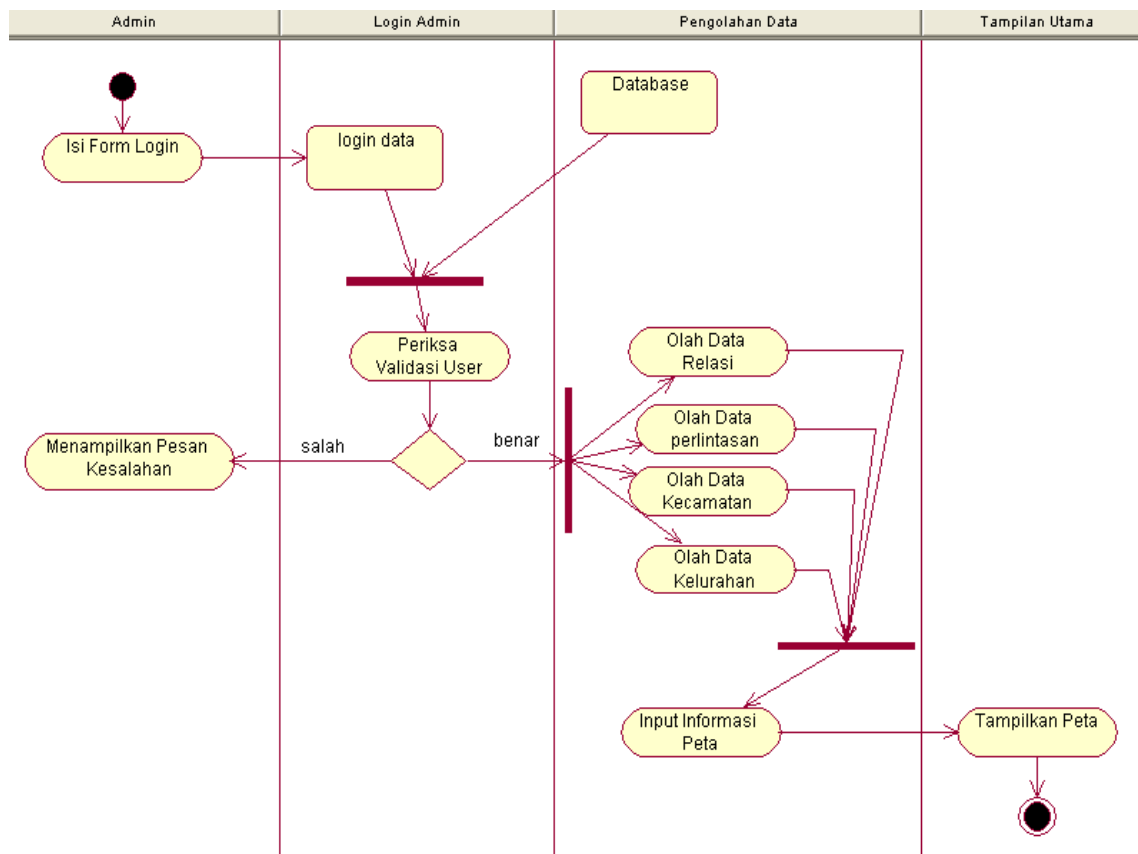 Admin
Login Admin
Pengolahan Data
Tampilan Utama
Database
Isi Form Login
login data
Periksa
Validasi User
Olah Data
Relasi
Olah Data
perlintasan
Menampilkan Pesan
Kesalahan
salah
benar
Olah Data
Kecamatan
Olah Data
Kelurahan
Input Informasi
Peta
Tampilkan Peta